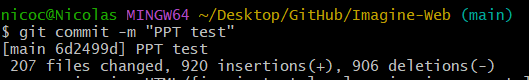 nicoc@Nicolas MINGW64 ~/Desktop/GitHub/Imagine-Web (main)
$ git commit -m "PPT test"
[main 6d2499d] PPT test
 207 files changed, 920 insertions(+), 906 deletions(-)